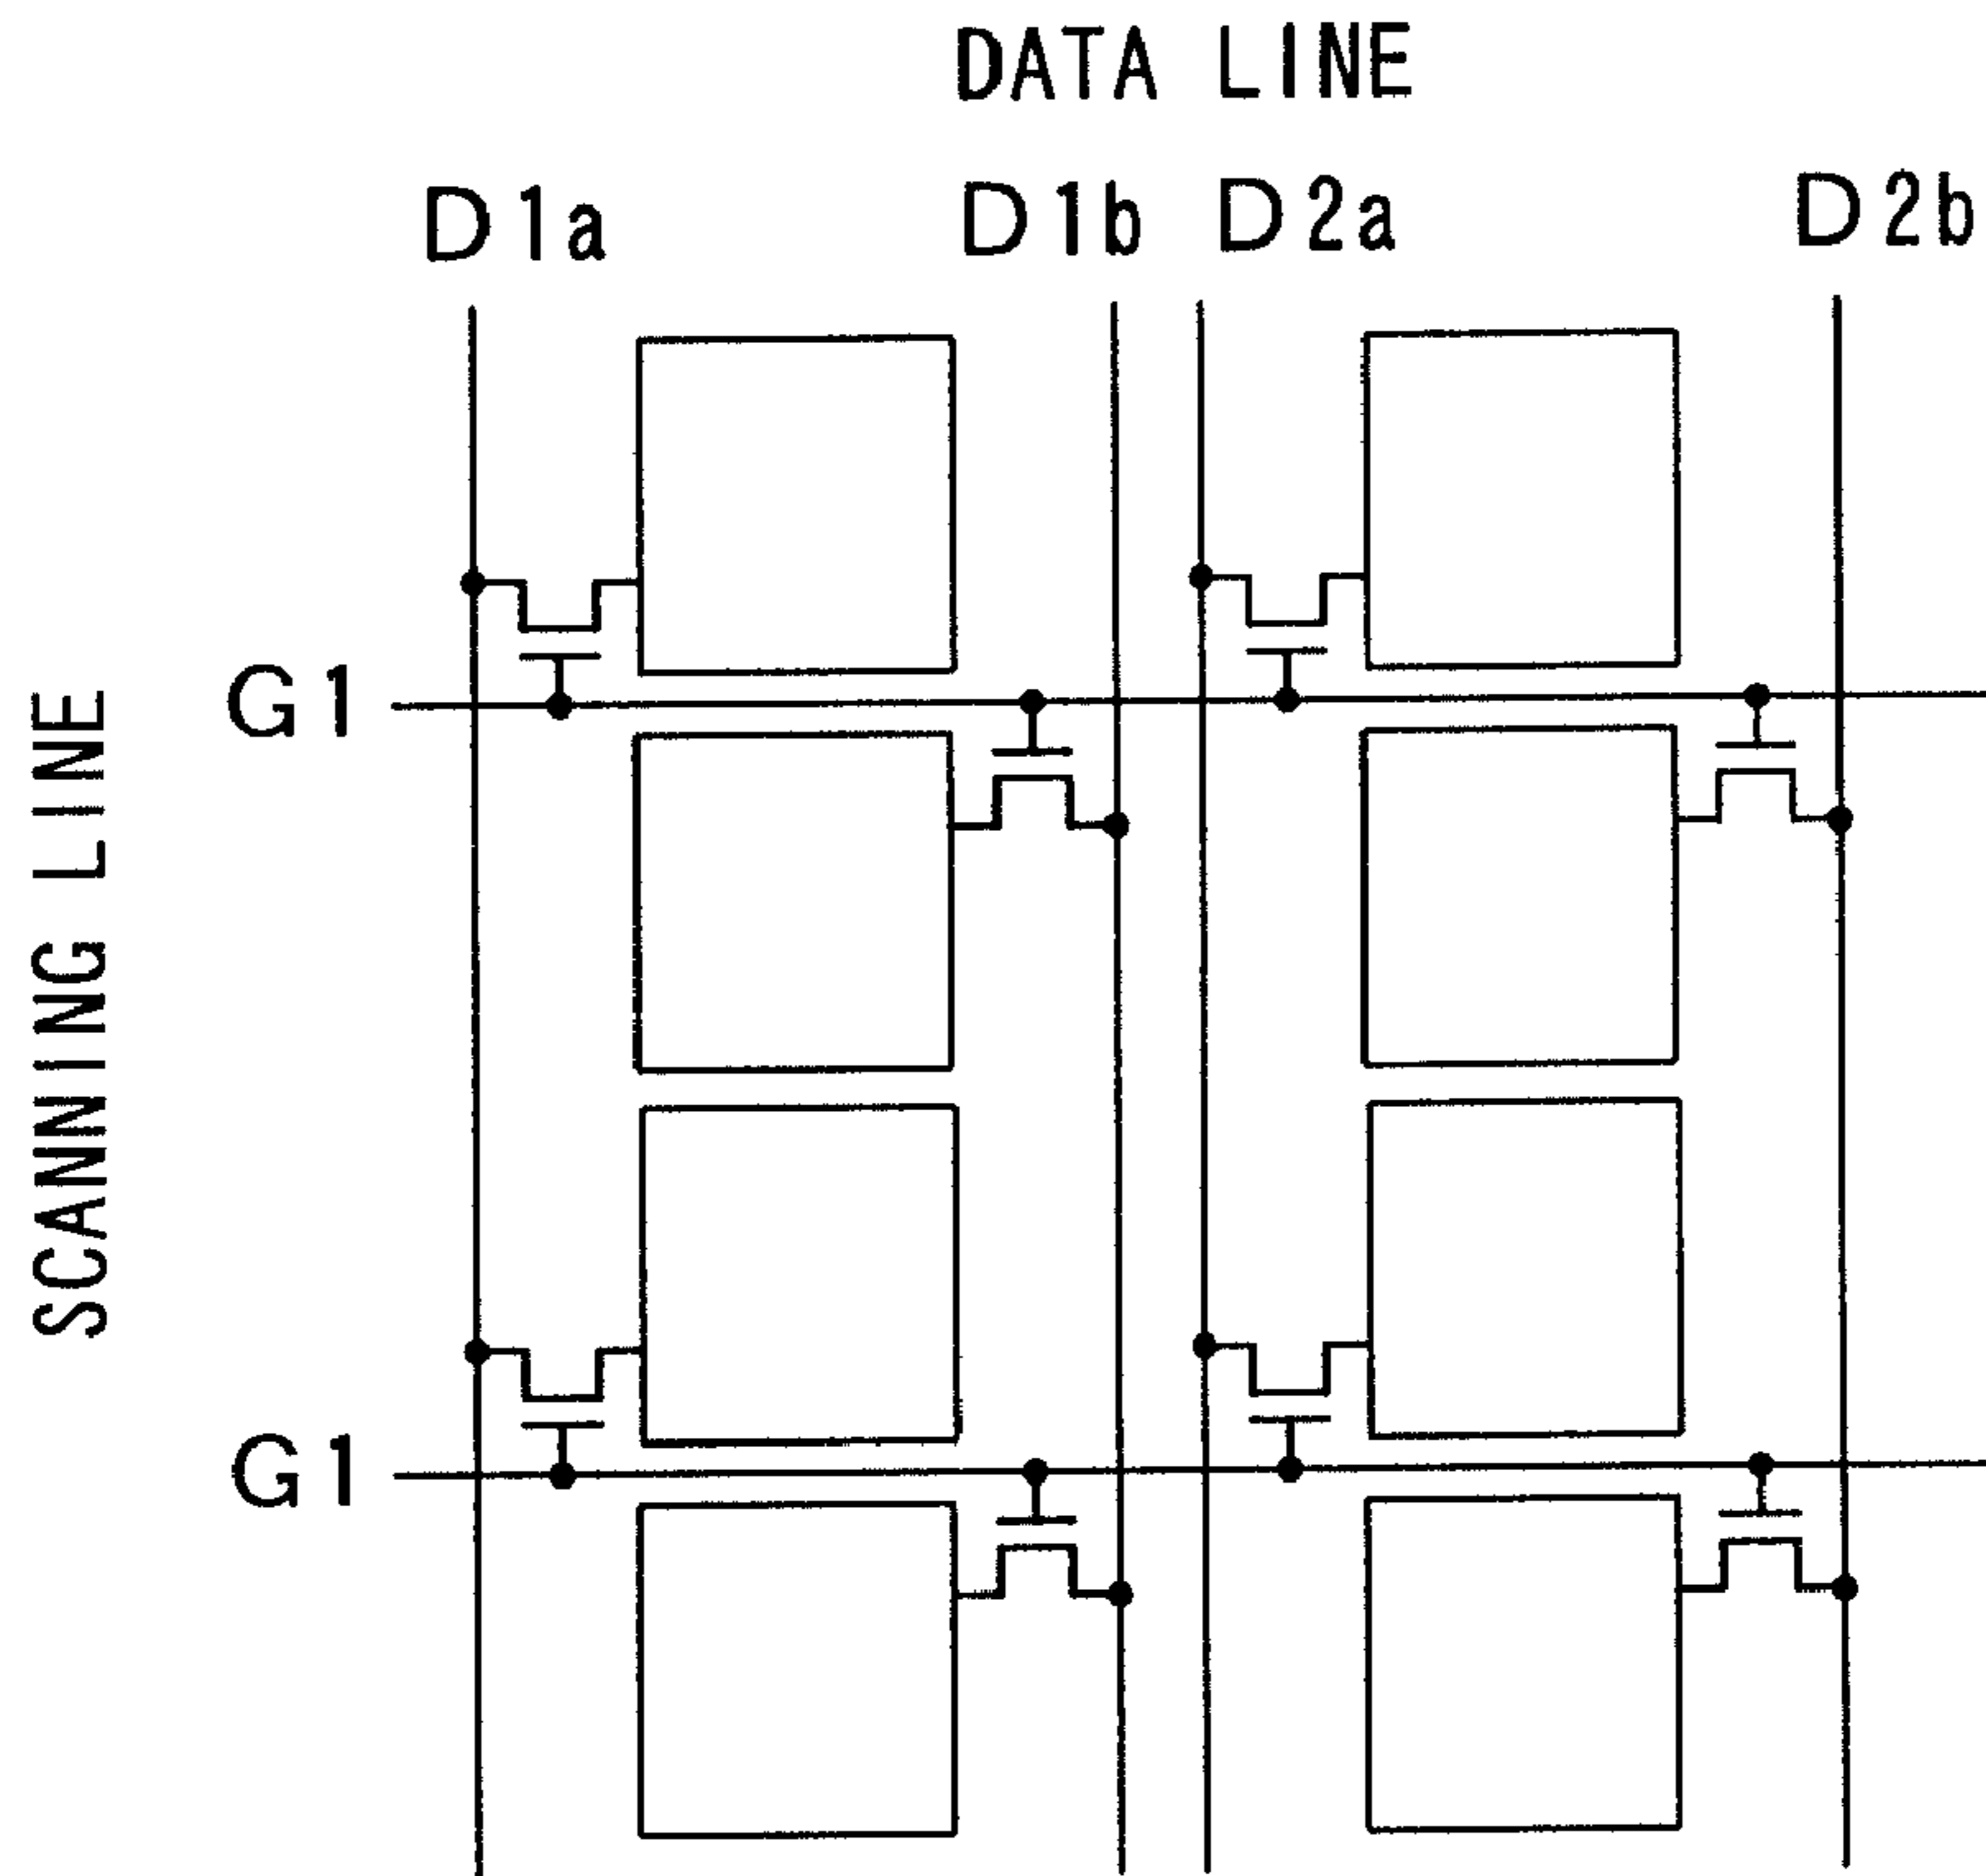 DATA LINE
D1a D1b D2a D2b
SCANNING LINE
G1
G1